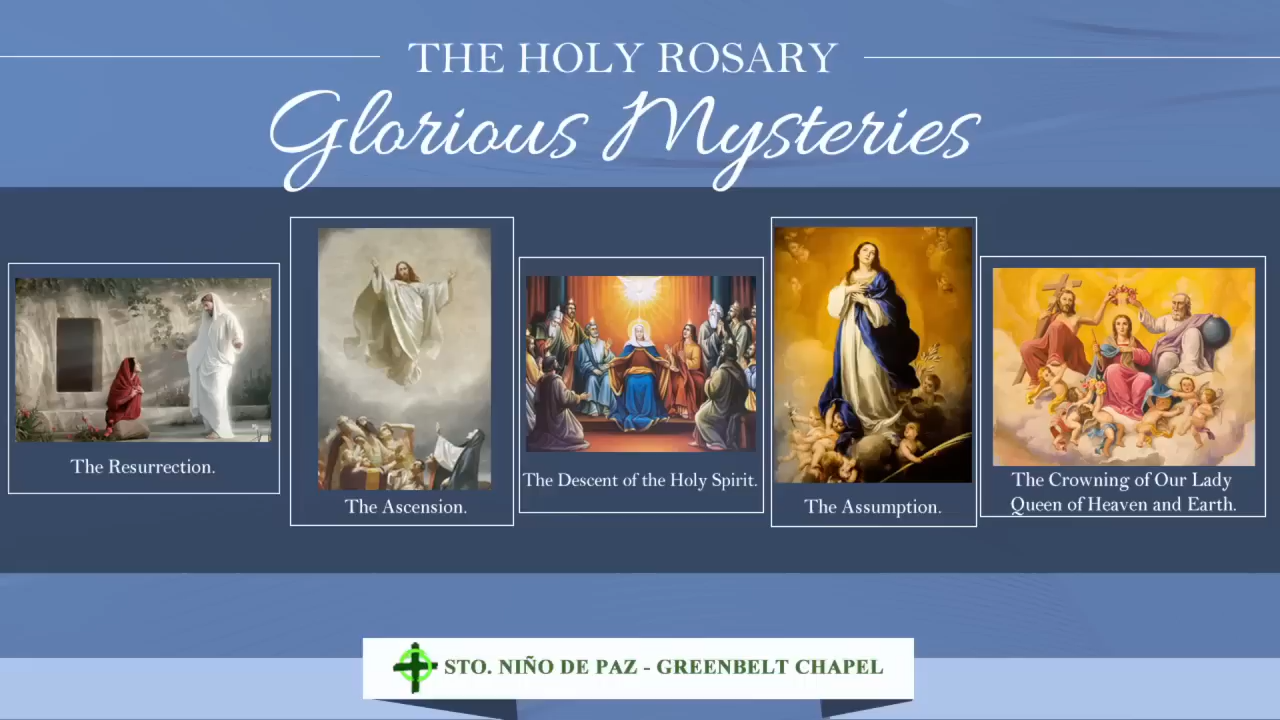 THE HOLY ROSARY
Glorious Mysteries
The Resurrection.
The Ascension.
The Descent of the Holy Spirit.
The Assumption.
The Crowning of Our Lady
Queen of Heaven and Earth.
STO. NIÑO DE PAZ - GREENBELT CHAPEL